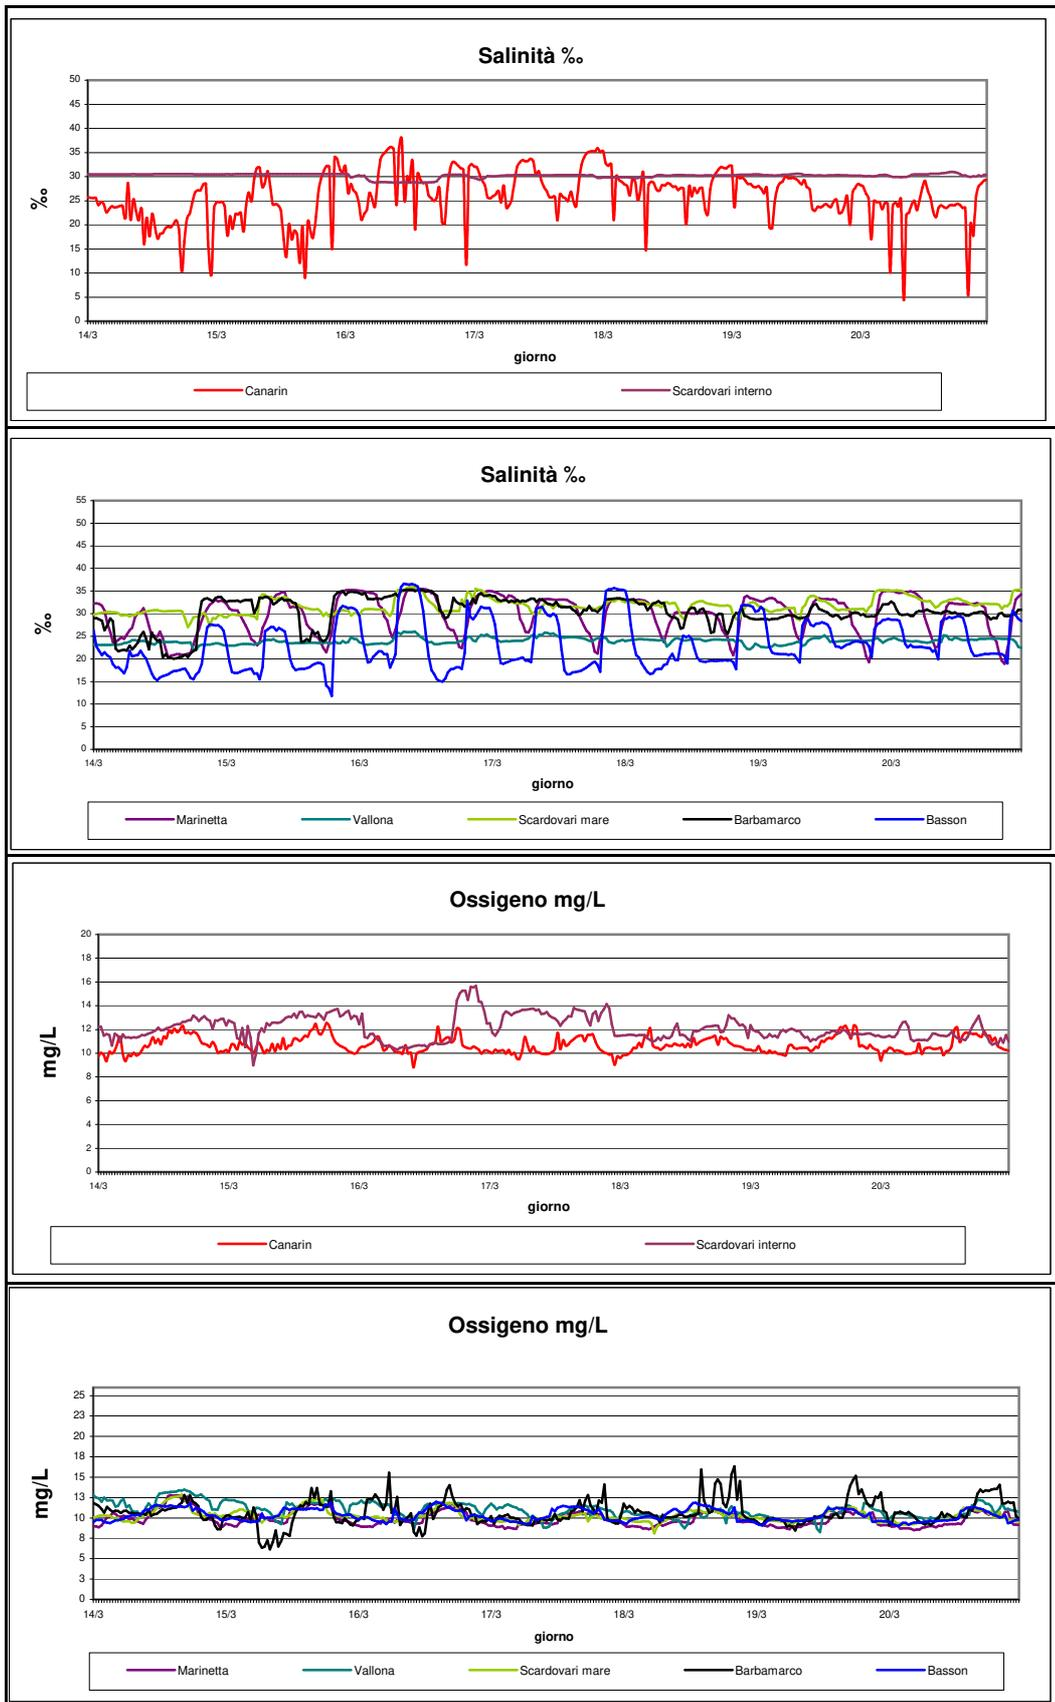 Salinità ‰
50
45
40
35
30
25
20
15
10
5
0
‰
14/3 15/3 16/3 17/3 18/3 19/3 20/3
giorno
Canarin Scardovari interno
Salinità ‰
55
50
45
40
35
30
25
20
15
10
5
0
‰
14/3 15/3 16/3 17/3 18/3 19/3 20/3
giorno
Marinetta Vallona Scardovari mare Barbamarco Basson
Ossigeno mg/L
20
18
16
14
12
10
8
6
4
2
0
mg/L
14/3 15/3 16/3 17/3 18/3 19/3 20/3
giorno
Canarin Scardovari interno
Ossigeno mg/L
25
23
20
18
15
13
10
8
5
3
0
mg/L
14/3 15/3 16/3 17/3 18/3 19/3 20/3
giorno
Marinetta Vallona Scardovari mare Barbamarco Basson